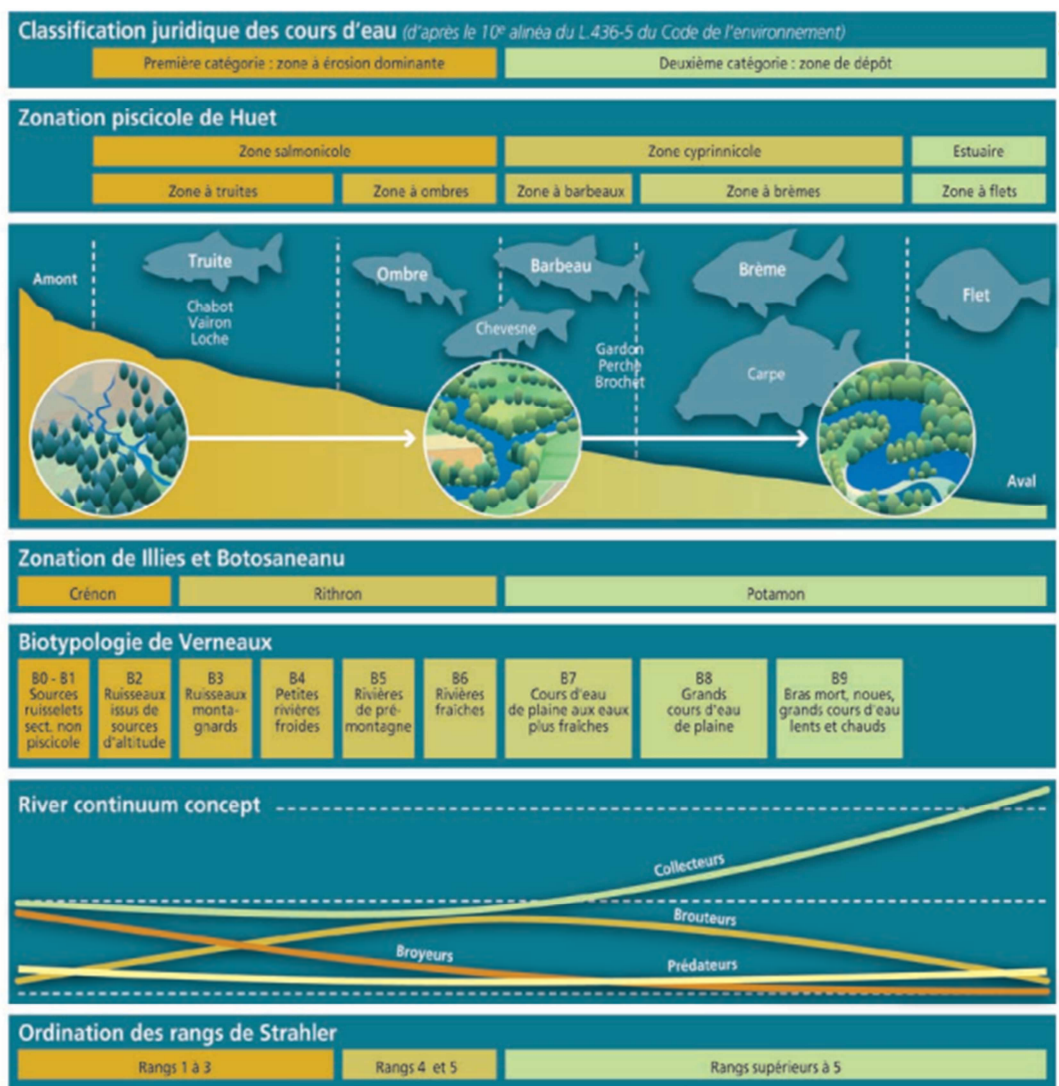 Classification juridique des cours d'eau (d'après le 10e alinéa du L.436-5 du Code de l'environnement)
Première catégorie : zone à érosion dominante
Deuxième catégorie : zone de dépôt
Zonation piscicole de Huet
Zone salmonicole
Zone cyprinnicole
Estuaire
Zone à truites
Zone à ombres
Zone à barbeaux
Zone à brèmes
Zone à flets
Amont
Truite
Chabot
Vairon
Loche
Ombre
Chevesne
Barbeau
Gardon
Perche
Brochet
Brème
Carpe
Flet
Aval
Zonation de Illies et Botosaneanu
Crénon
Rithron
Potamon
Biotypologie de Verneaux
B0 - B1
Sources
ruisselets
sect. non
piscicole
B2
Ruisseaux
issus de
sources
d'altitude
B3
Ruisseaux
monta-
gnards
B4
Petites
rivières
froides
B5
Rivières
de pré-
montagne
B6
Rivières
fraîches
B7
Cours d'eau
de plaine aux eaux
plus fraîches
B8
Grands
cours d'eau
de plaine
B9
Bras mort, noues,
grands cours d'eau
lents et chauds
River continuum concept
Collecteurs
Brouteurs
Broyeurs
Prédateurs
Ordination des rangs de Strahler
Rangs 1 à 3
Rangs 4 et 5
Rangs supérieurs à 5